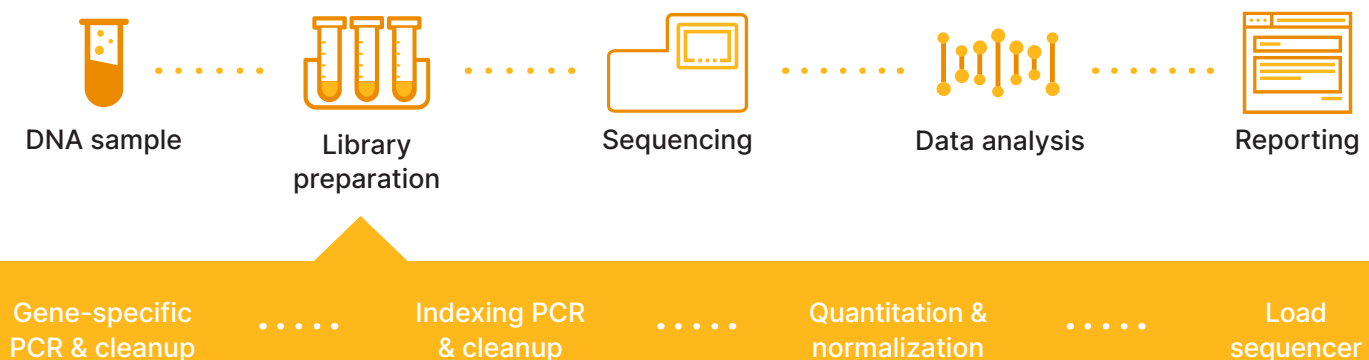 DNA sample
Library
preparation
Sequencing
Data analysis
Reporting
Gene-specific
PCR & cleanup
Indexing PCR
& cleanup
Quantitation &
normalization
Load
sequencer